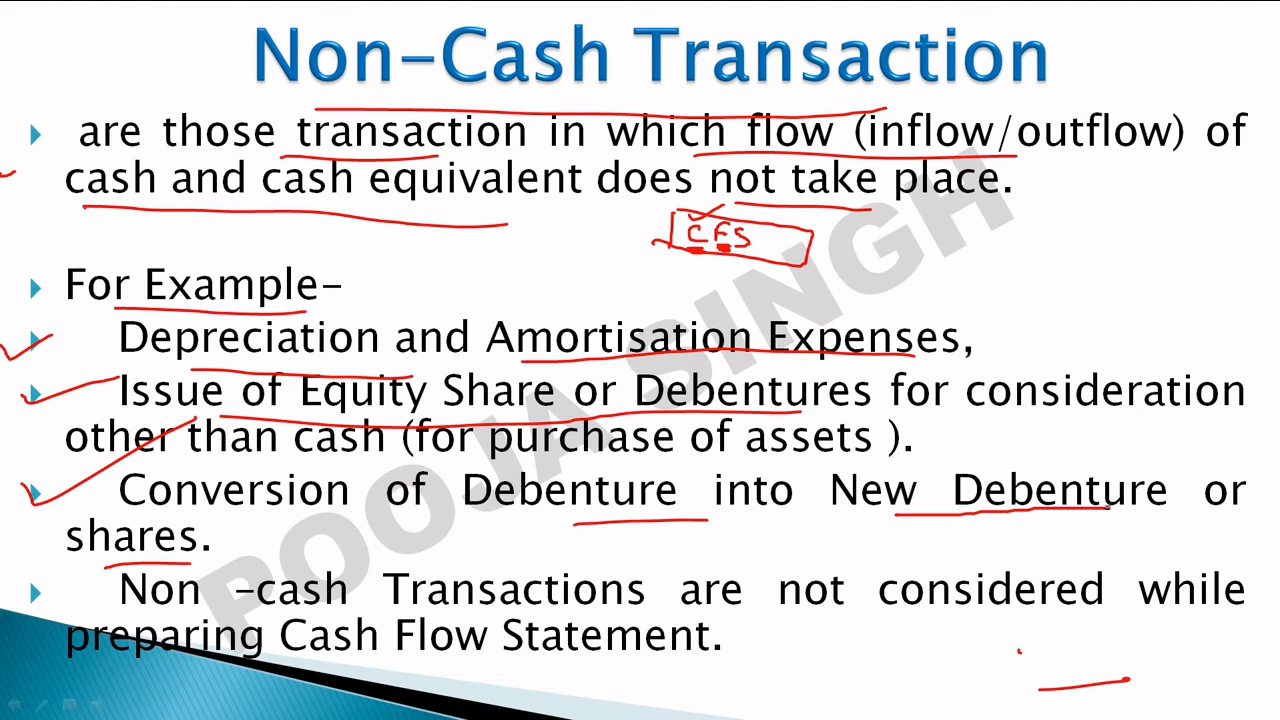 Non-Cash Transaction
are those transaction in which flow (inflow/outflow) of
cash and cash equivalent does not take place.
CFS
For Example-
Depreciation and Amortisation Expenses,
Issue of Equity Share or Debentures for consideration
other than cash (for purchase of assets ).
Conversion of Debenture into New Debenture or
shares.
Non -cash Transactions are not considered while
preparing Cash Flow Statement.
POOJA SINGH